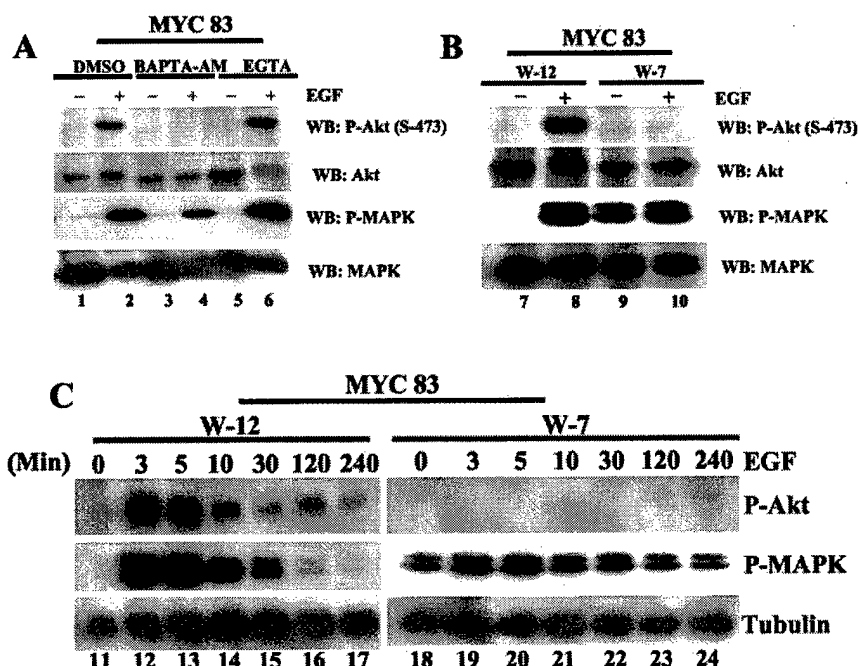 A
MYC 83
DMSO BAPTA-AM EGTA
− + − + − + EGF
WB: P-Akt (S-473)
WB: Akt
WB: P-MAPK
WB: MAPK
1 2 3 4 5 6
B
MYC 83
W-12 W-7
− + − + EGF
WB: P-Akt (S-473)
WB: Akt
WB: P-MAPK
WB: MAPK
7 8 9 10
C
MYC 83
W-12 W-7
(Min) 0 3 5 10 30 120 240 0 3 5 10 30 120 240 EGF
P-Akt
P-MAPK
Tubulin
11 12 13 14 15 16 17 18 19 20 21 22 23 24